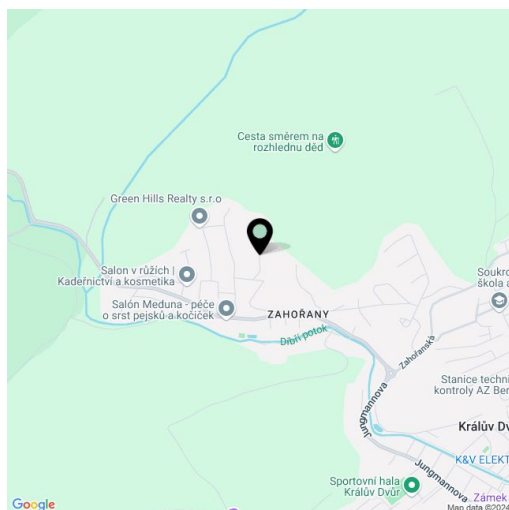 Cesta směrem na
rozhlednu děd
Green Hills Realty s.r.o
Salon v růžích |
Kadeřnictví a kosmetika
Salón Meduna - péče
o srst pejsků a kočiček
ZAHOŘANY
Dibří potok
Soukro
škola a
Zahořanská
Stanice techni
kontroly AZ Ber
Jungmannova
Králův Dv
K&V ELEKT
Jungmannova
Sportovní hala
Králův Dvůr
Zámek
Google
Map data ©2024